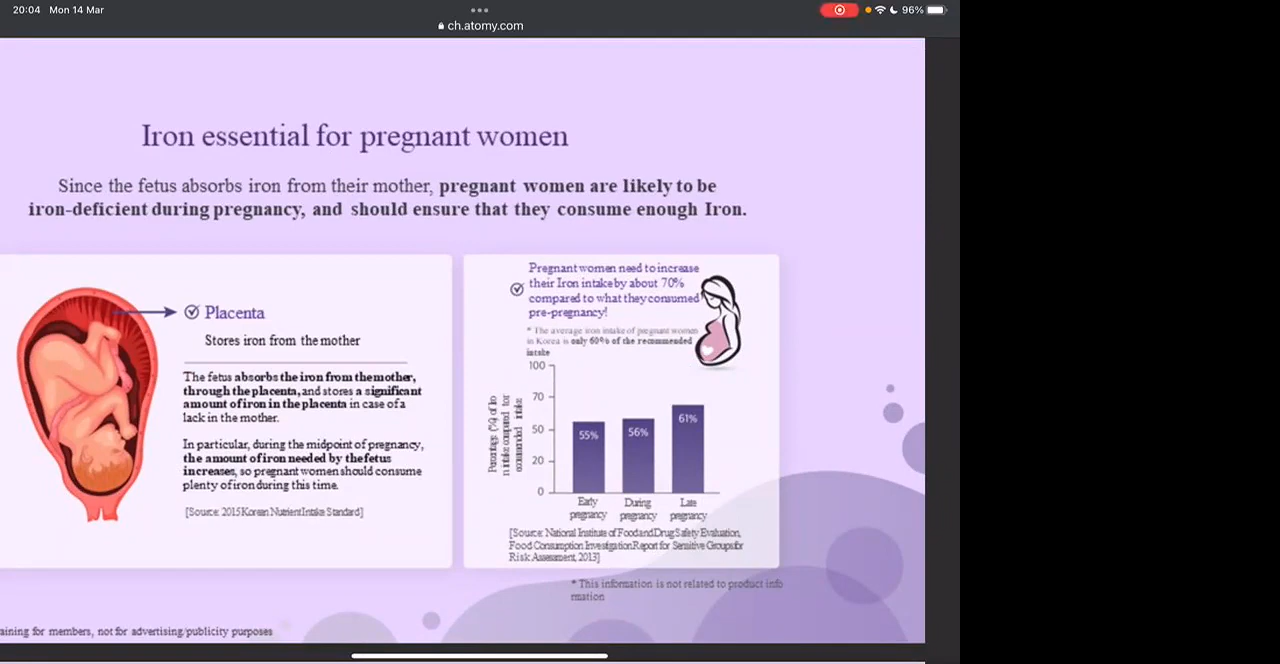 20:04 Mon 14 Mar
96%
ch.atomy.com
Iron essential for pregnant women
Since the fetus absorbs iron from their mother, pregnant women are likely to be
iron-deficient during pregnancy, and should ensure that they consume enough Iron.
Placenta
Stores iron from the mother
The fetus absorbs the iron from the mother,
through the placenta, and stores a significant
amount of iron in the placenta in case of a
lack in the mother.
In particular, during the midpoint of pregnancy,
the amount of iron needed by the fetus
increases, so pregnant women should consume
plenty of iron during this time.
[Source: 2015 Korean Nutrient Intake Standard]
Pregnant women need to increase
their Iron intake by about 70%
compared to what they consumed
pre-pregnancy!
* The average iron intake of pregnant women
in Korea is only 60% of the recommended
intake
100
70
50
20
0
Percentage (%) of iro
n intake compared to r
ecommended intake
55%
56%
61%
Early
pregnancy
During
pregnancy
Late
pregnancy
[Source: National Institute of Food and Drug Safety Evaluation,
Food Consumption Investigation Report for Sensitive Groups for
Risk Assessment, 2013]
* This information is not related to product info
rmation
aining for members, not for advertising/publicity purposes